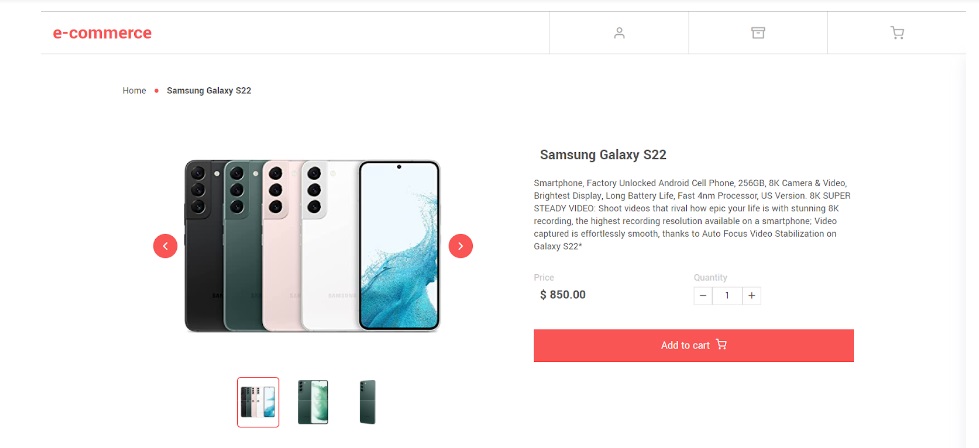 e-commerce
Home • Samsung Galaxy S22
Samsung Galaxy S22
Smartphone, Factory Unlocked Android Cell Phone, 256GB, 8K Camera & Video,
Brightest Display, Long Battery Life, Fast 4nm Processor, US Version. 8K SUPER
STEADY VIDEO: Shoot videos that rival how epic your life is with stunning 8K
recording, the highest recording resolution available on a smartphone; Video
captured is effortlessly smooth, thanks to Auto Focus Video Stabilization on
Galaxy S22*
Price Quantity
$ 850.00 − 1 +
SAMSUNG
Add to cart